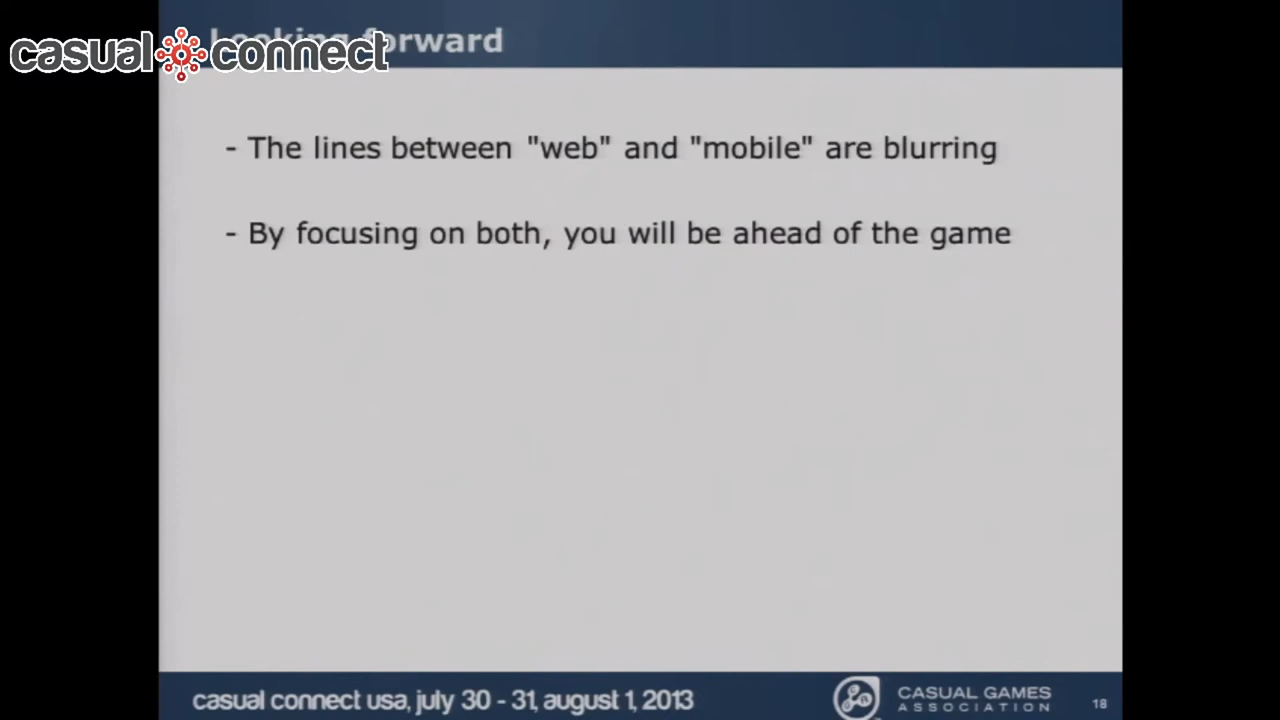 Looking forward
casual connect
- The lines between "web" and "mobile" are blurring
- By focusing on both, you will be ahead of the game
casual connect usa, july 30 - 31, august 1, 2013
CASUAL GAMES
ASSOCIATION
18